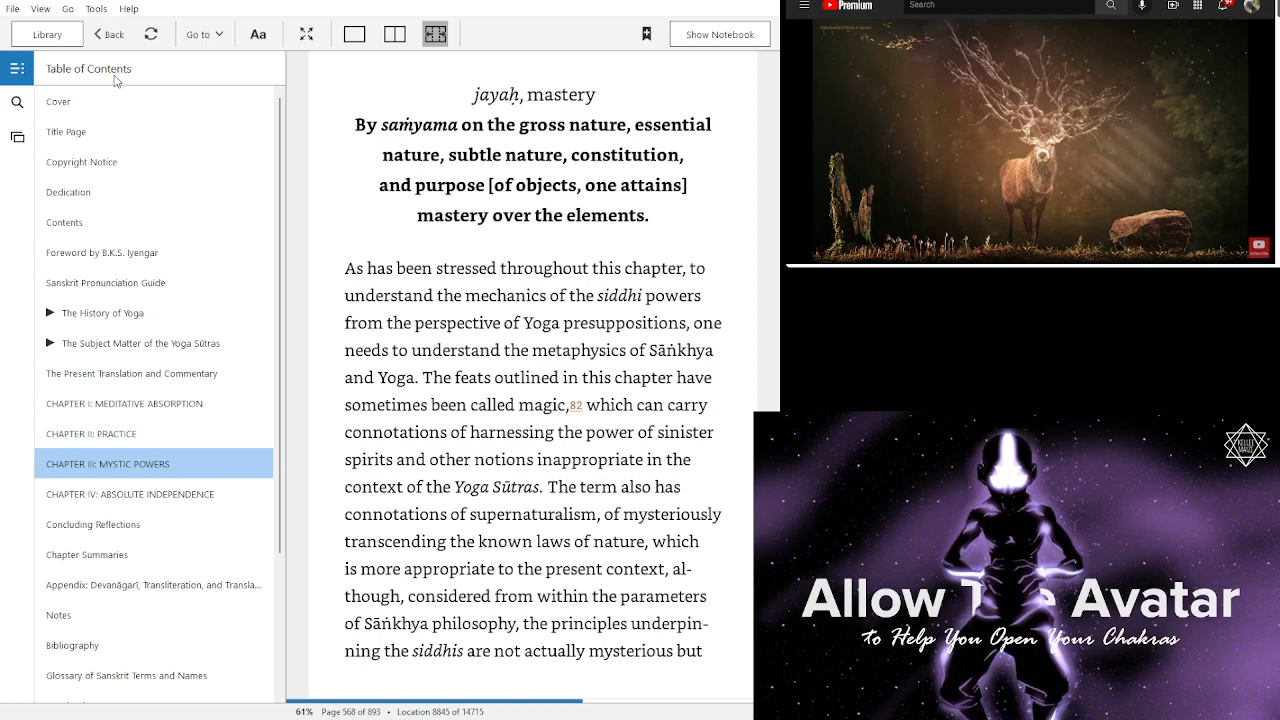 File View Go Tools Help
Library Back Go to Aa Show Notebook
Table of Contents
Cover
Title Page
Copyright Notice
Dedication
Contents
Foreword by B.K.S. Iyengar
Sanskrit Pronunciation Guide
The History of Yoga
The Subject Matter of the Yoga Sūtras
The Present Translation and Commentary
CHAPTER I: MEDITATIVE ABSORPTION
CHAPTER II: PRACTICE
CHAPTER III: MYSTIC POWERS
CHAPTER IV: ABSOLUTE INDEPENDENCE
Concluding Reflections
Chapter Summaries
Appendix: Devanāgarī, Transliteration, and Transla...
Notes
Bibliography
Glossary of Sanskrit Terms and Names
jayaḥ, mastery
By saṁyama on the gross nature, essential
nature, subtle nature, constitution,
and purpose [of objects, one attains]
mastery over the elements.
As has been stressed throughout this chapter, to
understand the mechanics of the siddhi powers
from the perspective of Yoga presuppositions, one
needs to understand the metaphysics of Sāṅkhya
and Yoga. The feats outlined in this chapter have
sometimes been called magic,82 which can carry
connotations of harnessing the power of sinister
spirits and other notions inappropriate in the
context of the Yoga Sūtras. The term also has
connotations of supernaturalism, of mysteriously
transcending the known laws of nature, which
is more appropriate to the present context, al-
though, considered from within the parameters
of Sāṅkhya philosophy, the principles underpin-
ning the siddhis are not actually mysterious but
61% Page 568 of 893 • Location 8845 of 14715
Premium Search 9+
Subscribe
Allow The Avatar
to Help You Open Your Chakras